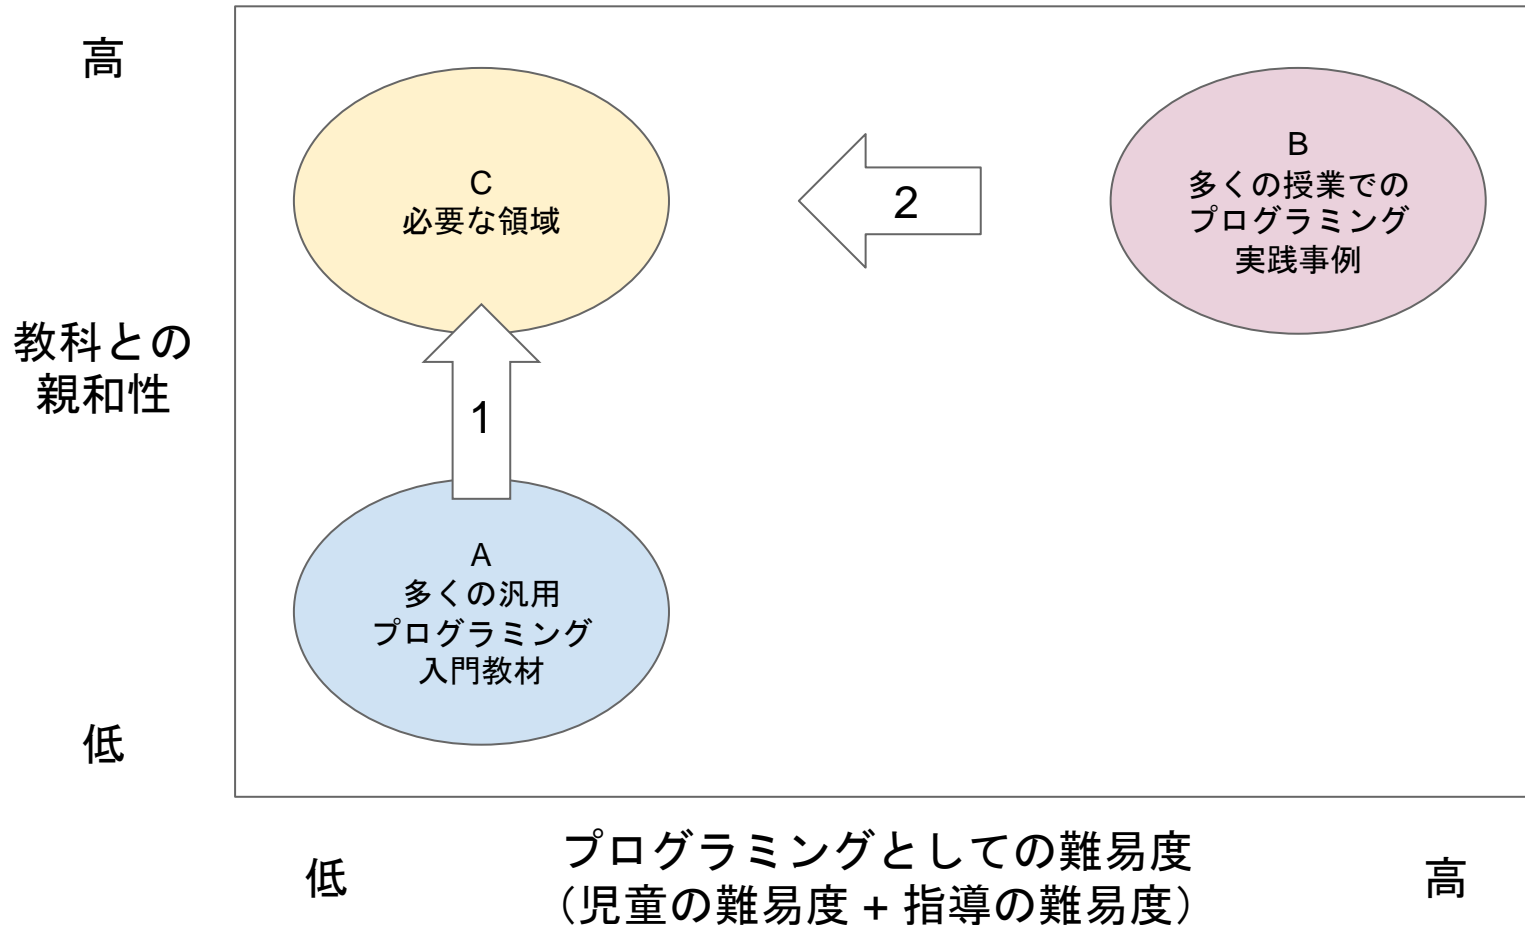 高
C
必要な領域
2
B
多くの授業での
プログラミング
実践事例
教科との
親和性
1
A
多くの汎用
プログラミング
入門教材
低
低
プログラミングとしての難易度
（児童の難易度 + 指導の難易度）
高